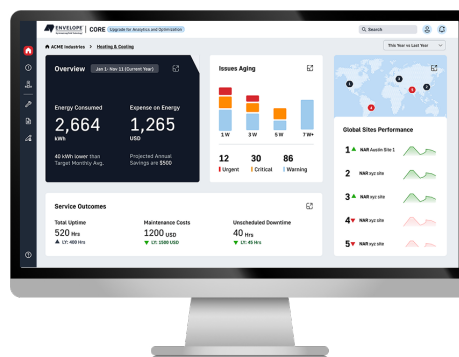 ENVELOPE CORE Upgrade for Analytics and Optimization
Search
ACME Industries > Heating & Cooling
This Year vs Last Year
Overview Jan 1- Nov 11 (Current Year)
Energy Consumed
2,664
kWh
40 kWh lower than
Target Monthly Avg.
Expense on Energy
1,265
USD
Projected Annual
Savings are $500
Issues Aging
1 W 3 W 5 W 7W+
12 30 86
Urgent Critical Warning
Global Sites Performance
1 NAR Austin Site 1
2 NAR xyz site
3 NAR xyz site
4 NAR xyz site
5 NAR xyz site
Service Outcomes
Total Uptime
520 Hrs
LY: 480 Hrs
Maintenance Costs
1200 USD
LY: 1500 USD
Unscheduled Downtime
40 Hrs
LY: 45 Hrs